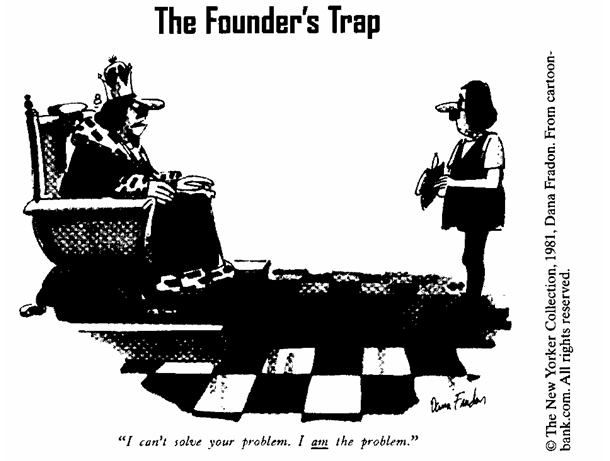 The Founder's Trap
Dana Fradon
"I can't solve your problem. I am the problem."
© The New Yorker Collection, 1981, Dana Fradon. From cartoon-
bank.com. All rights reserved.